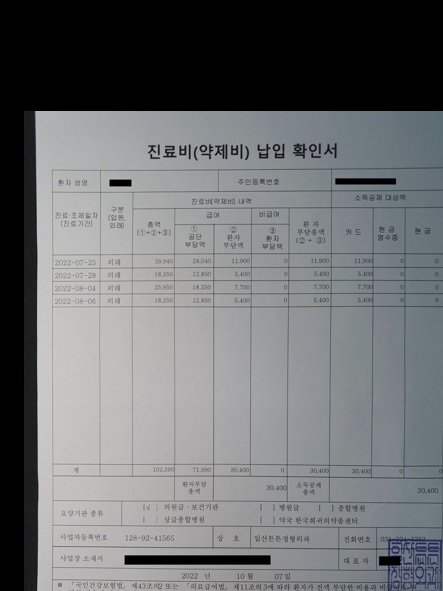 진료비(약제비) 납입 확인서
환자 성명 주민등록번호
진료·조제일자 (진료기간) 구분 (입원, 외래) 진료비(약제비) 내역 소득공제 대상액
총액 (①+②+③) 급여 비급여 환자 부담총액 (②+③) 카드 현금 영수증 현금
① 공단 부담액 ② 환자 부담액 ③ 환자 부담액
2022-07-25 외래 39,940 28,040 11,900 0 11,900 11,900 0 0
2022-07-28 외래 18,250 12,850 5,400 0 5,400 5,400 0 0
2022-08-04 외래 25,950 18,250 7,700 0 7,700 7,700 0 0
2022-08-06 외래 18,250 12,850 5,400 0 5,400 5,400 0 0
계 102,390 71,990 30,400 0 30,400 30,400 0 0
환자부담 총액 30,400 소득공제 총액 30,400
요양기관 종류 [√] 의원급·보건기관 [ ] 병원급 [ ] 종합병원
[ ] 상급종합병원 [ ] 약국 한국희귀의약품센터
사업자등록번호 128-92-41565 상 호 일산튼튼정형외과 전화번호
사업장 소재지 대표자
2022 년 10 월 07 일
* 「국민건강보험법」 제43조의2 또는 「의료급여법」 제11조의3에 따라 환자가 전액 부담한 비용과